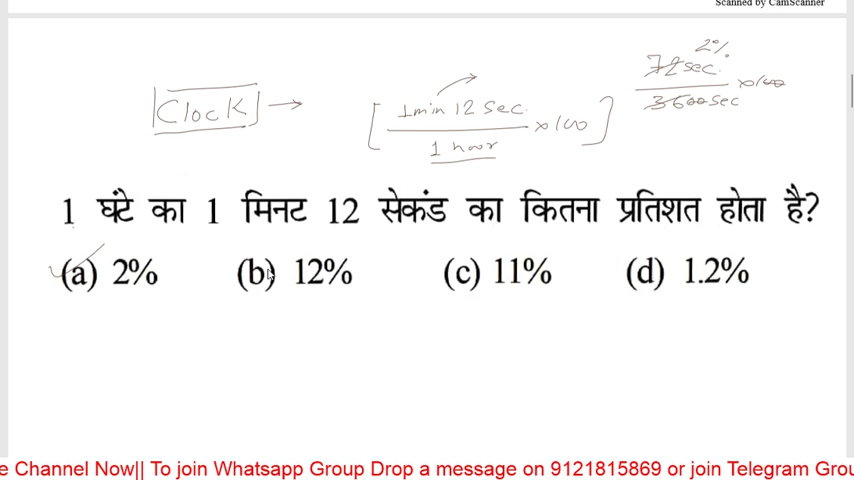 Scanned by CamScanner
2%
72 sec.
3600 sec ×100
Clock → [ 1 min 12 sec. / 1 hour ×100 ]
1 घंटे का 1 मिनट 12 सेकंड का कितना प्रतिशत होता है?
(a) 2% (b) 12% (c) 11% (d) 1.2%
e Channel Now|| To join Whatsapp Group Drop a message on 9121815869 or join Telegram Grou